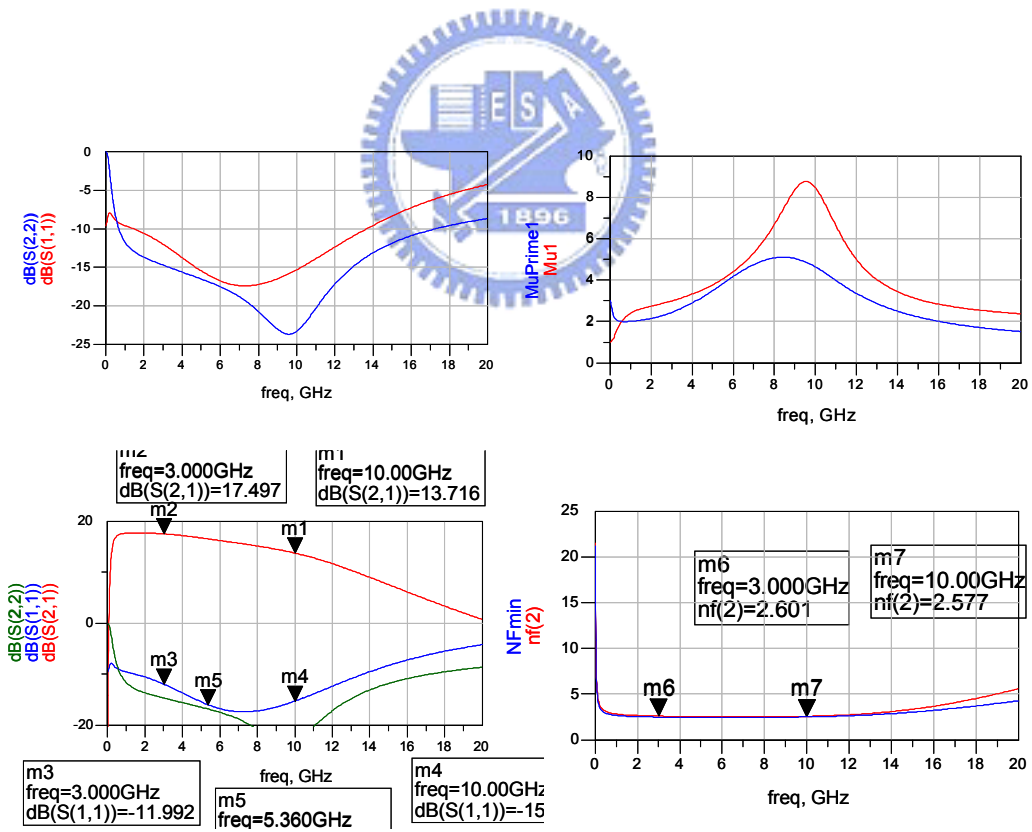 E S A
1896
dB(S(2,2))
dB(S(1,1))
0
-5
-10
-15
-20
-25
0 2 4 6 8 10 12 14 16 18 20
freq, GHz
MuPrime1
Mu1
10
8
6
4
2
0
0 2 4 6 8 10 12 14 16 18 20
freq, GHz
m2
freq=3.000GHz
dB(S(2,1))=17.497
m1
freq=10.00GHz
dB(S(2,1))=13.716
dB(S(2,2))
dB(S(1,1))
dB(S(2,1))
20
0
-20
m2
m1
m3
m5
m4
0 2 4 6 8 10 12 14 16 18 20
freq, GHz
m3
freq=3.000GHz
dB(S(1,1))=-11.992
m5
freq=5.360GHz
m4
freq=10.00GHz
dB(S(1,1))=-15
NFmin
nf(2)
25
20
15
10
5
0
m6
freq=3.000GHz
nf(2)=2.601
m7
freq=10.00GHz
nf(2)=2.577
m6
m7
0 2 4 6 8 10 12 14 16 18 20
freq, GHz